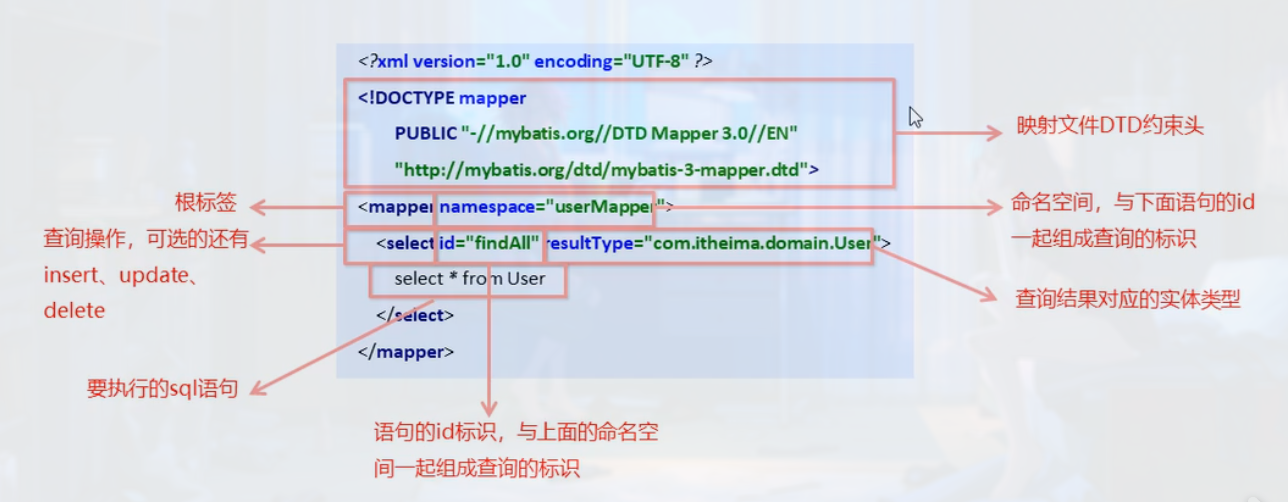 <?xml version="1.0" encoding="UTF-8" ?>
<!DOCTYPE mapper
PUBLIC "-//mybatis.org//DTD Mapper 3.0//EN"
"http://mybatis.org/dtd/mybatis-3-mapper.dtd">
<mapper namespace="userMapper">
<select id="findAll" resultType="com.itheima.domain.User">
select * from User
</select>
</mapper>
映射文件DTD约束头
根标签
命名空间，与下面语句的id
一起组成查询的标识
查询操作，可选的还有
insert、update、
delete
查询结果对应的实体类型
要执行的sql语句
语句的id标识，与上面的命名空
间一起组成查询的标识